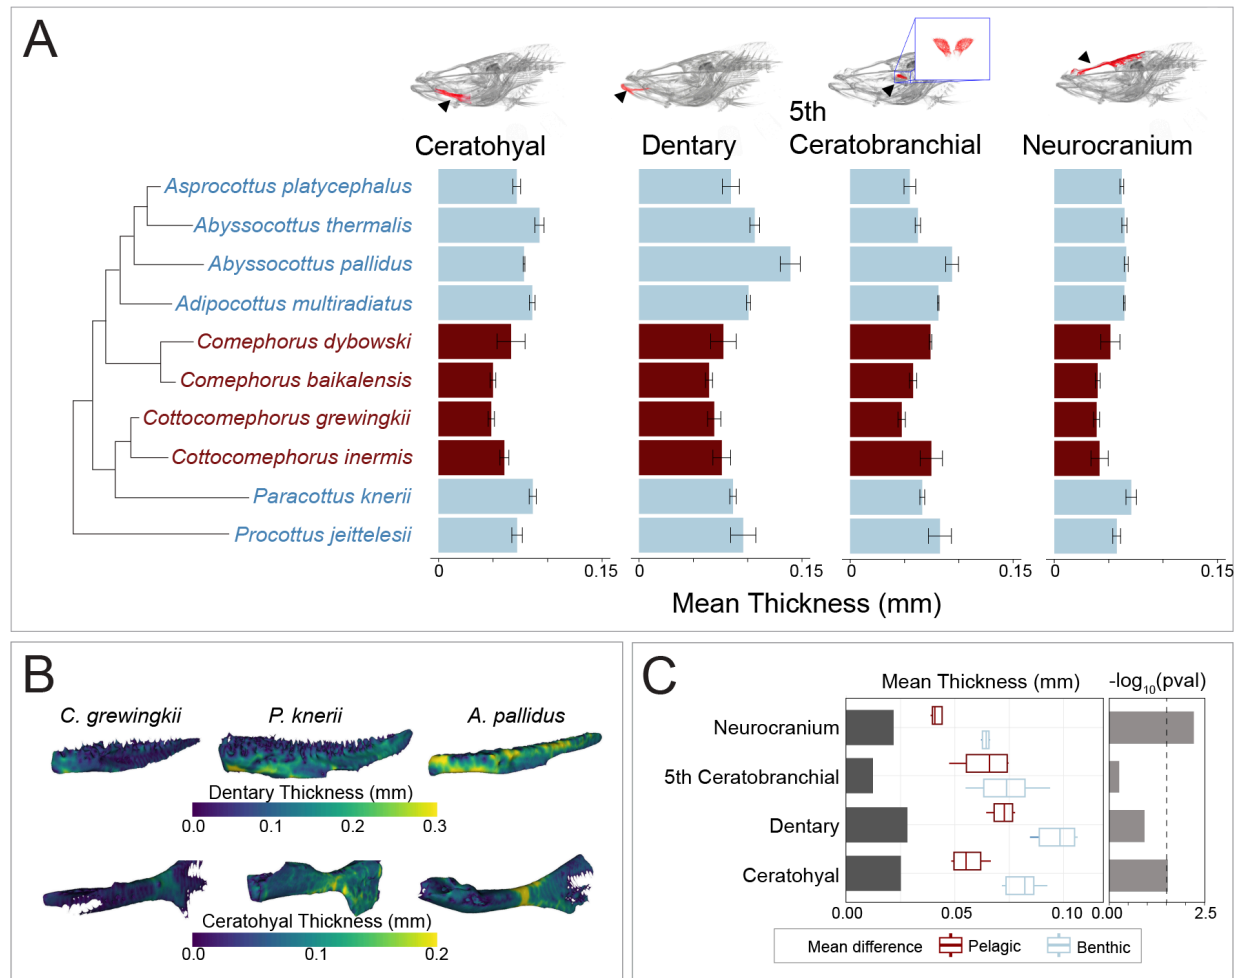 A
5th
Ceratohyal
Dentary
Ceratobranchial
Neurocranium
Asprocottus platycephalus
Abyssocottus thermalis
Abyssocottus pallidus
Adipocottus multiradiatus
Comephorus dybowski
Comephorus baikalensis
Cottocomephorus grewingkii
Cottocomephorus inermis
Paracottus knerii
Procottus jeittelesii
0 0.15 0 0.15 0 0.15 0 0.15
Mean Thickness (mm)
B
C. grewingkii P. knerii A. pallidus
Dentary Thickness (mm)
0.0 0.1 0.2 0.3
Ceratohyal Thickness (mm)
0.0 0.1 0.2
C
Mean Thickness (mm) -log10(pval)
Neurocranium
5th Ceratobranchial
Dentary
Ceratohyal
0.00 0.05 0.10 0.00 2.5
Mean difference Pelagic Benthic